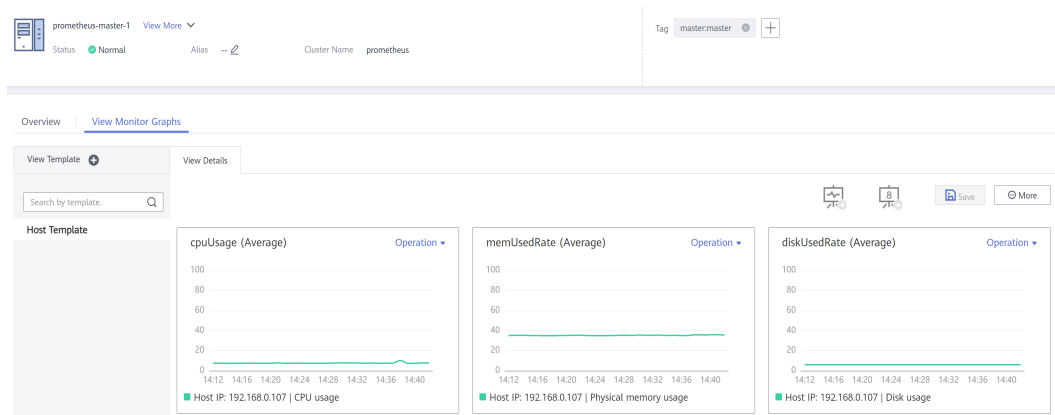 prometheus-master-1 View More
Tag master:master
Status Normal Alias -- Cluster Name prometheus
Overview View Monitor Graphs
View Template View Details
Search by template.
8
Save More
Host Template
cpuUsage (Average) Operation
100
80
60
40
20
0
14:12 14:16 14:20 14:24 14:28 14:32 14:36 14:40
Host IP: 192.168.0.107 | CPU usage
memUsedRate (Average) Operation
100
80
60
40
20
0
14:12 14:16 14:20 14:24 14:28 14:32 14:36 14:40
Host IP: 192.168.0.107 | Physical memory usage
diskUsedRate (Average) Operation
100
80
60
40
20
0
14:12 14:16 14:20 14:24 14:28 14:32 14:36 14:40
Host IP: 192.168.0.107 | Disk usage